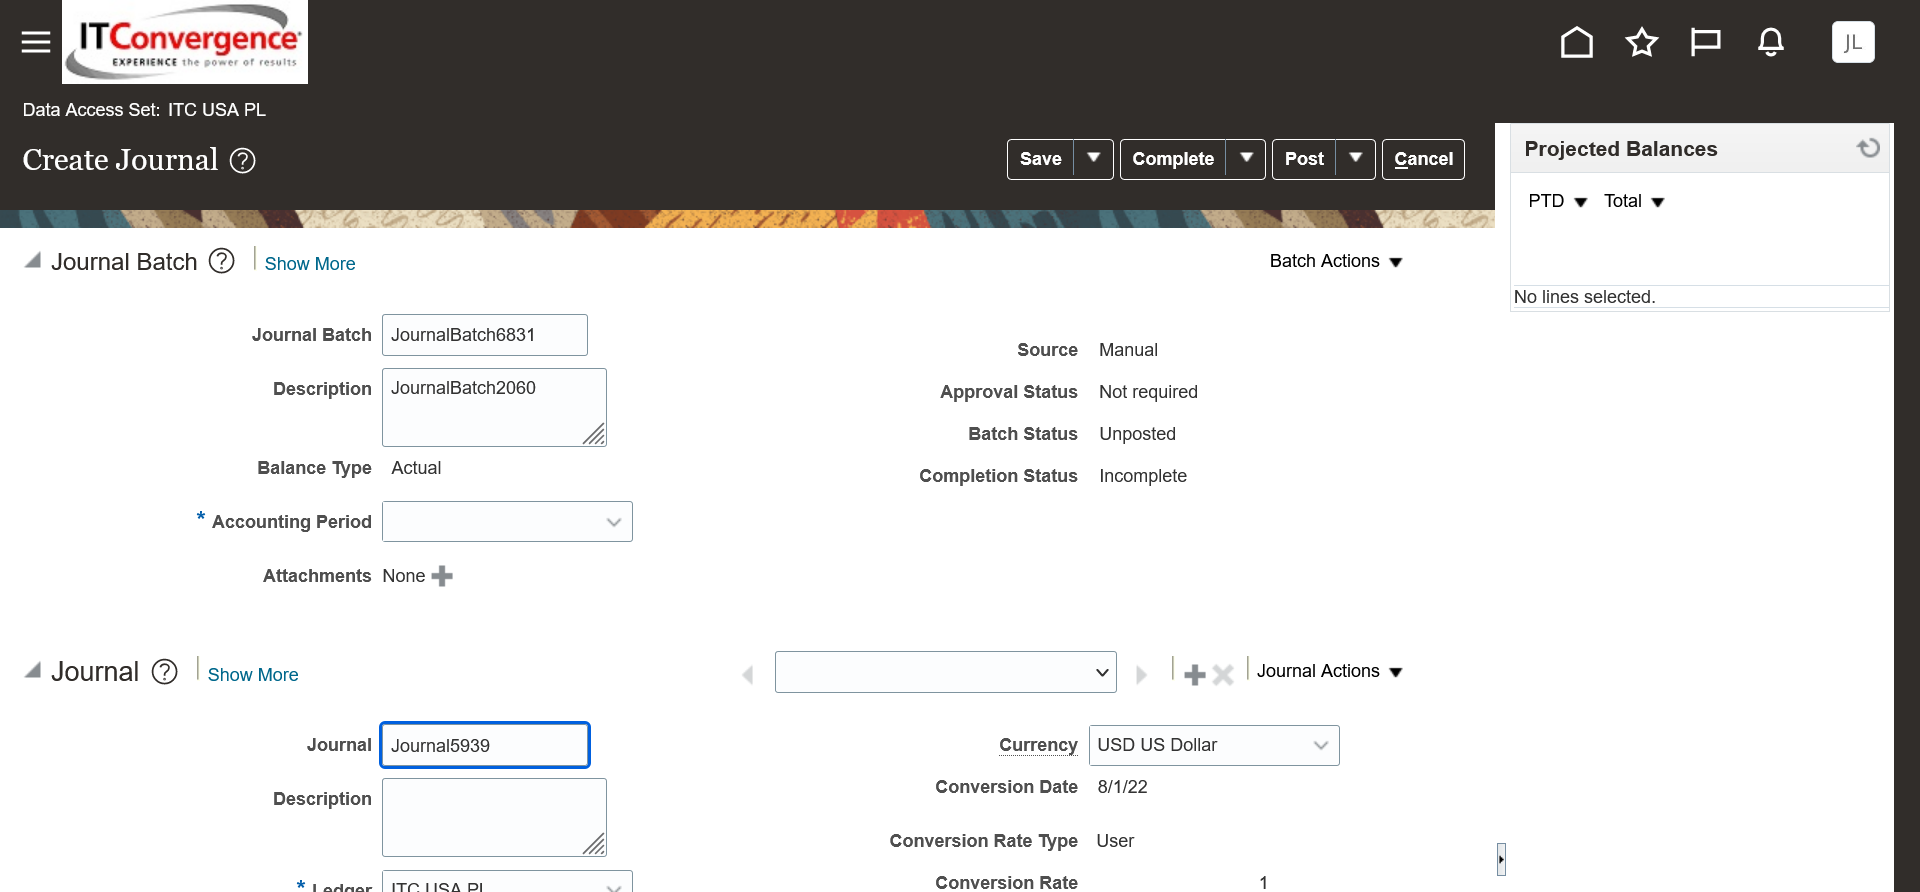 ITConvergence
EXPERIENCE the power of results
JL
Data Access Set: ITC USA PL
Create Journal ?
Save
Complete
Post
Cancel
Projected Balances
PTD
Total
No lines selected.
Journal Batch ?
Show More
Batch Actions
Journal Batch JournalBatch6831
Description JournalBatch2060
Balance Type Actual
* Accounting Period
Attachments None
Source Manual
Approval Status Not required
Batch Status Unposted
Completion Status Incomplete
Journal ?
Show More
Journal Actions
Journal Journal5939
Description
* Ledger ITC USA PL
Currency USD US Dollar
Conversion Date 8/1/22
Conversion Rate Type User
Conversion Rate 1